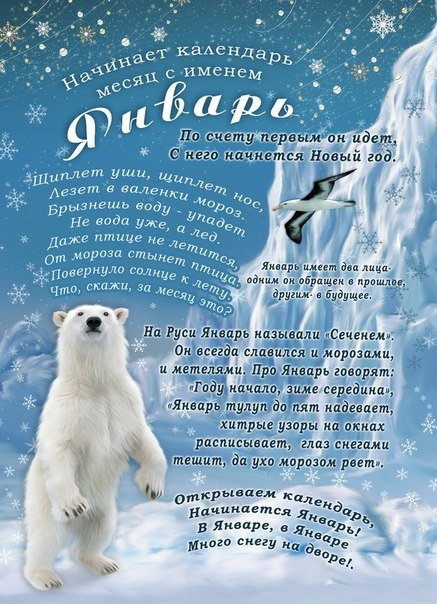 Начинает календарь
месяц с именем
Январь
По счету первым он идет,
С него начнется Новый год.
Щиплет уши, щиплет нос,
Лезет в валенки мороз.
Брызнешь воду - упадет
Не вода уже, а лед.
Даже птице не летится,
От мороза стынет птица.
Повернуло солнце к лету.
Что, скажи, за месяц это?
Январь имеет два лица-
одним он обращен в прошлов,
другим- в будущее.
На Руси Январь называли «Сеченем».
Он всегда славился и морозами,
и метелями. Про Январь говорят:
«Году начало, зиме середина»,
«Январь тулуп до пят надевает,
хитрые узоры на окнах
расписывает, глаз снегами
тешит, да ухо морозом рвет».
Открываем календарь,
Начинается Январь!
В Январе, в Январе
Много снегу на дворе!.